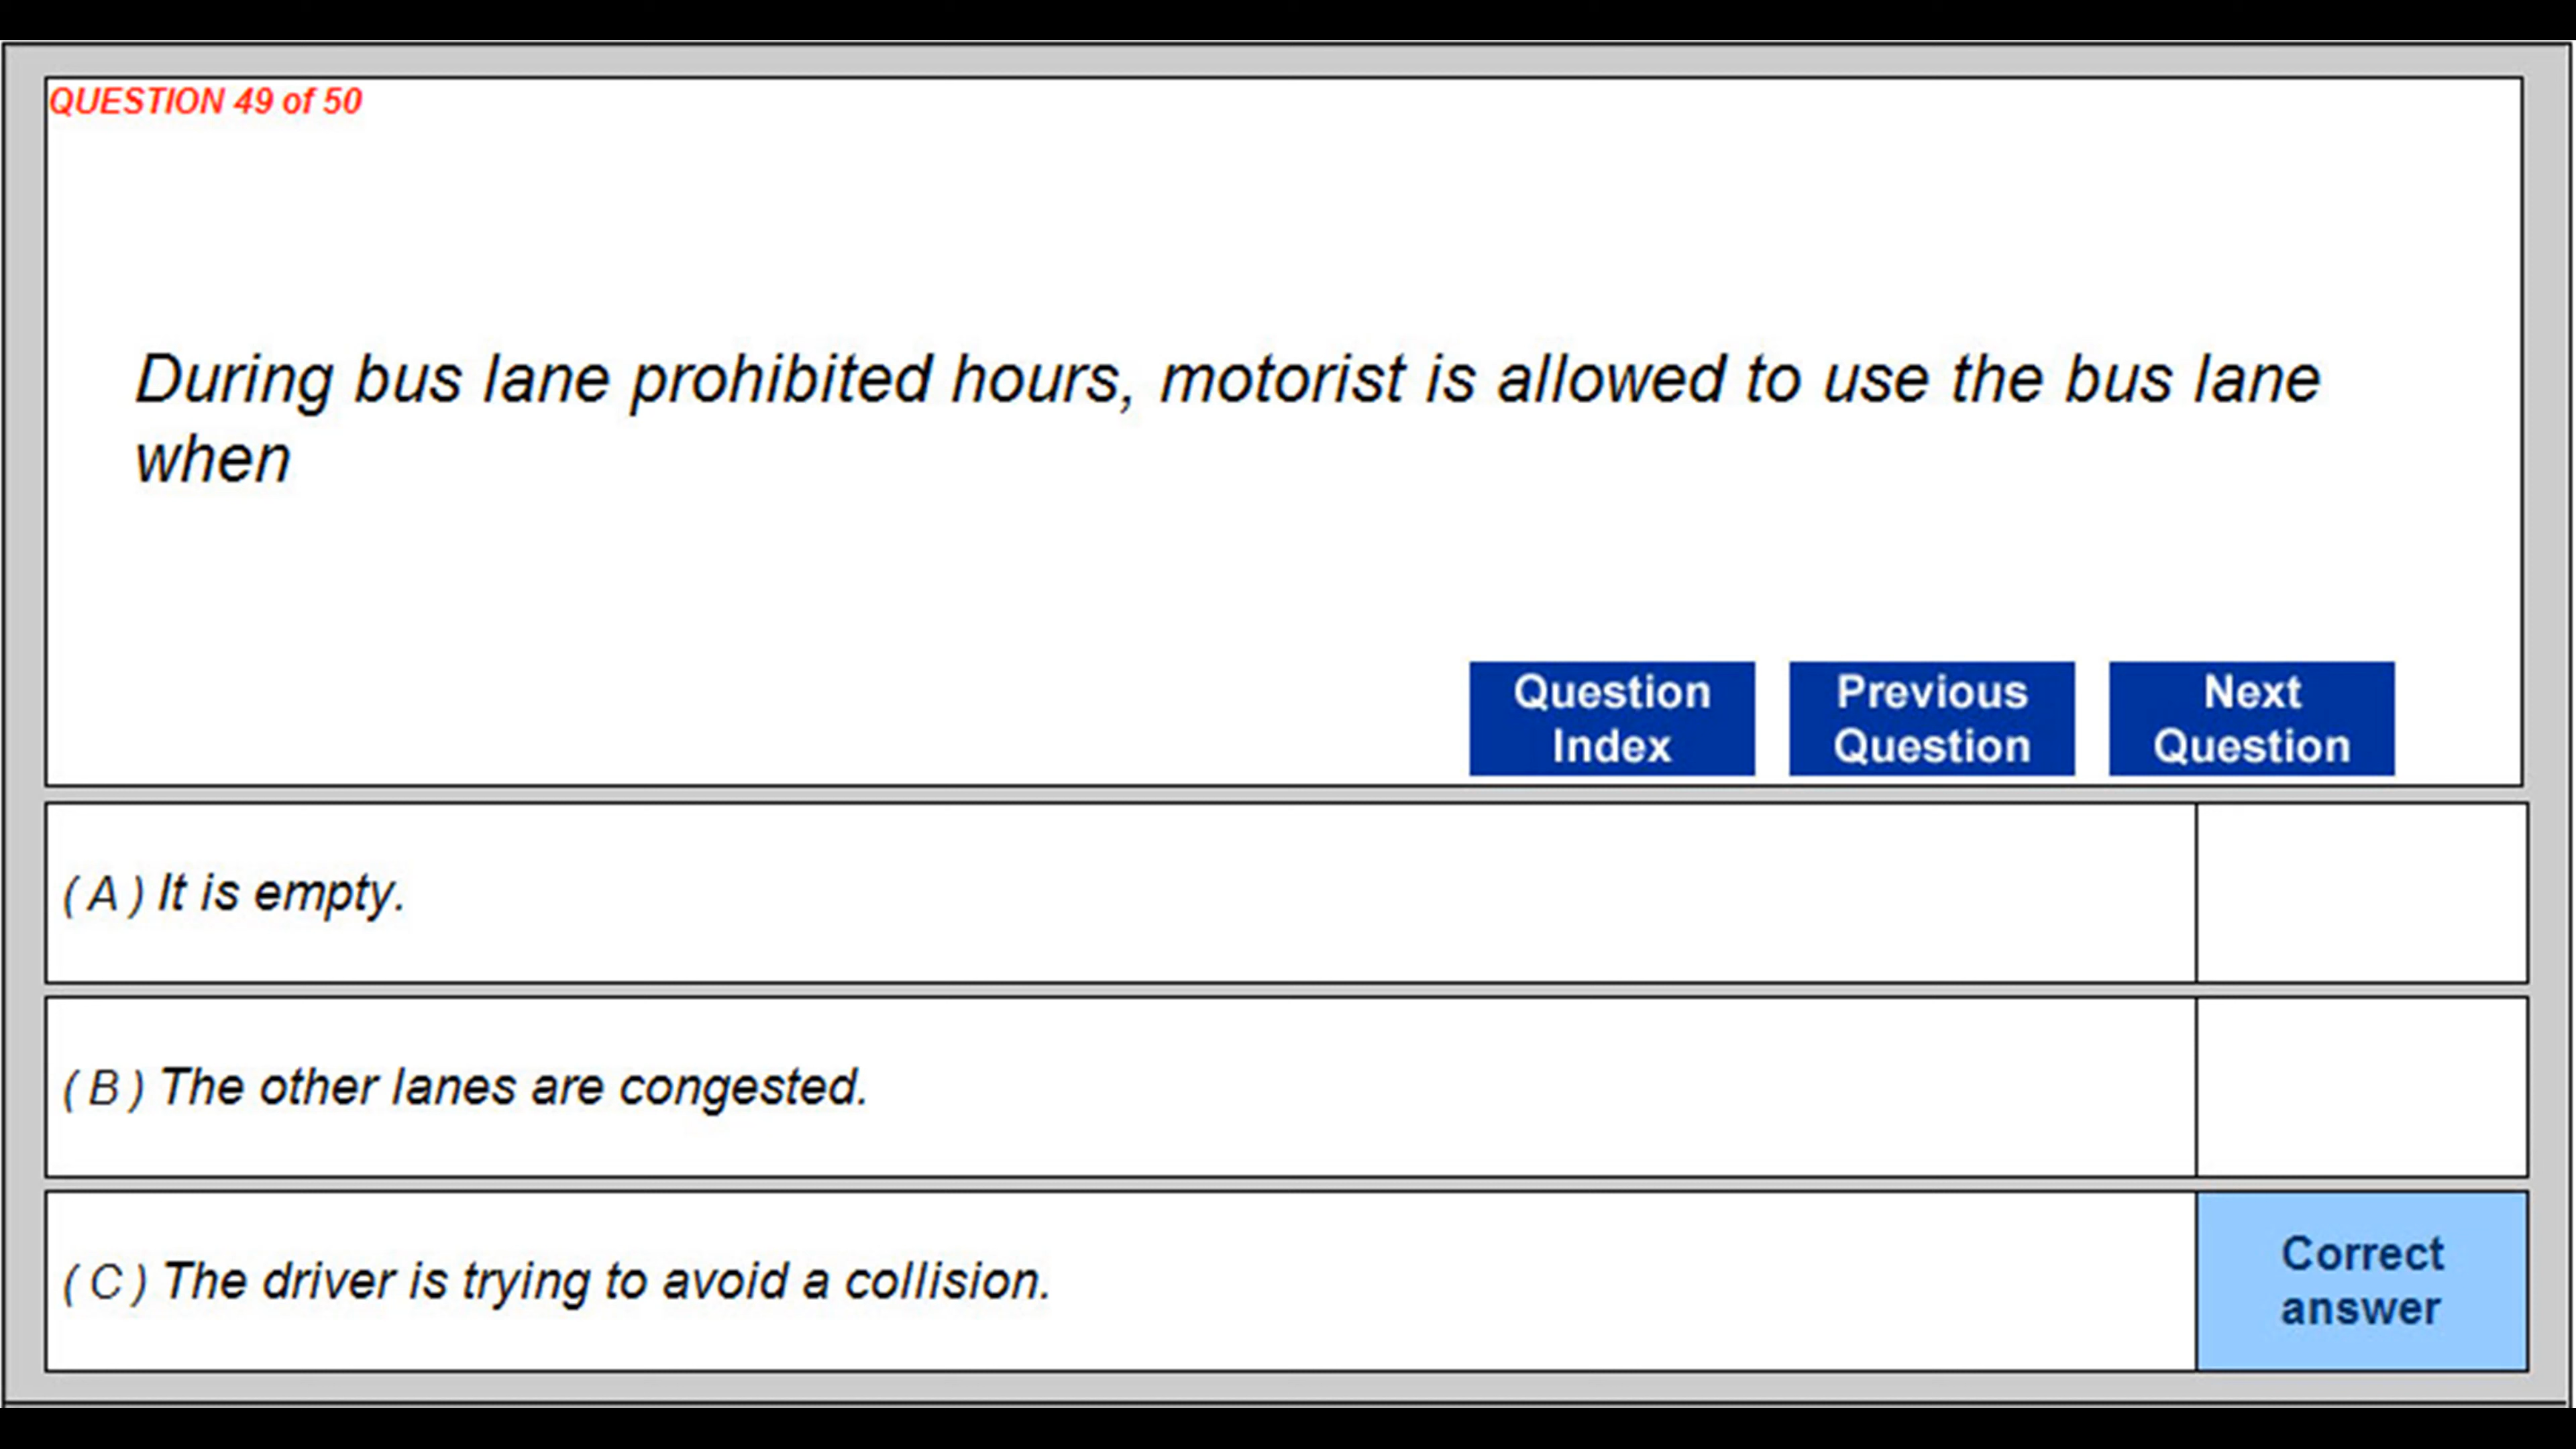 QUESTION 49 of 50
During bus lane prohibited hours, motorist is allowed to use the bus lane
when
Question
Index
Previous
Question
Next
Question
( A ) It is empty.
( B ) The other lanes are congested.
( C ) The driver is trying to avoid a collision.
Correct
answer